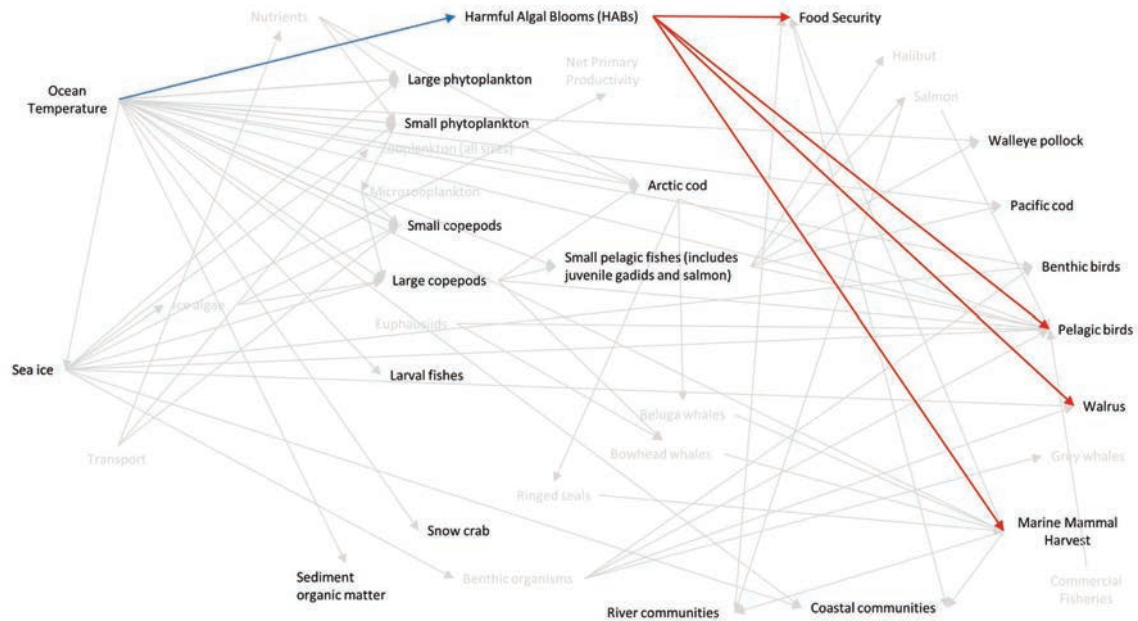 Nutrients
Harmful Algal Blooms (HABs)
Food Security
Halibut
Net Primary
Productivity
Large phytoplankton
Ocean
Temperature
Salmon
Small phytoplankton
Walleye pollock
Zooplankton (all sizes)
Arctic cod
Microzooplankton
Pacific cod
Small copepods
Small pelagic fishes (includes
juvenile gadids and salmon)
Benthic birds
Large copepods
Ice algae
Euphausiids
Pelagic birds
Sea ice
Larval fishes
Walrus
Beluga whales
Transport
Bowhead whales
Grey whales
Ringed seals
Snow crab
Marine Mammal
Harvest
Sediment
organic matter
Benthic organisms
Commercial
Fisheries
River communities
Coastal communities